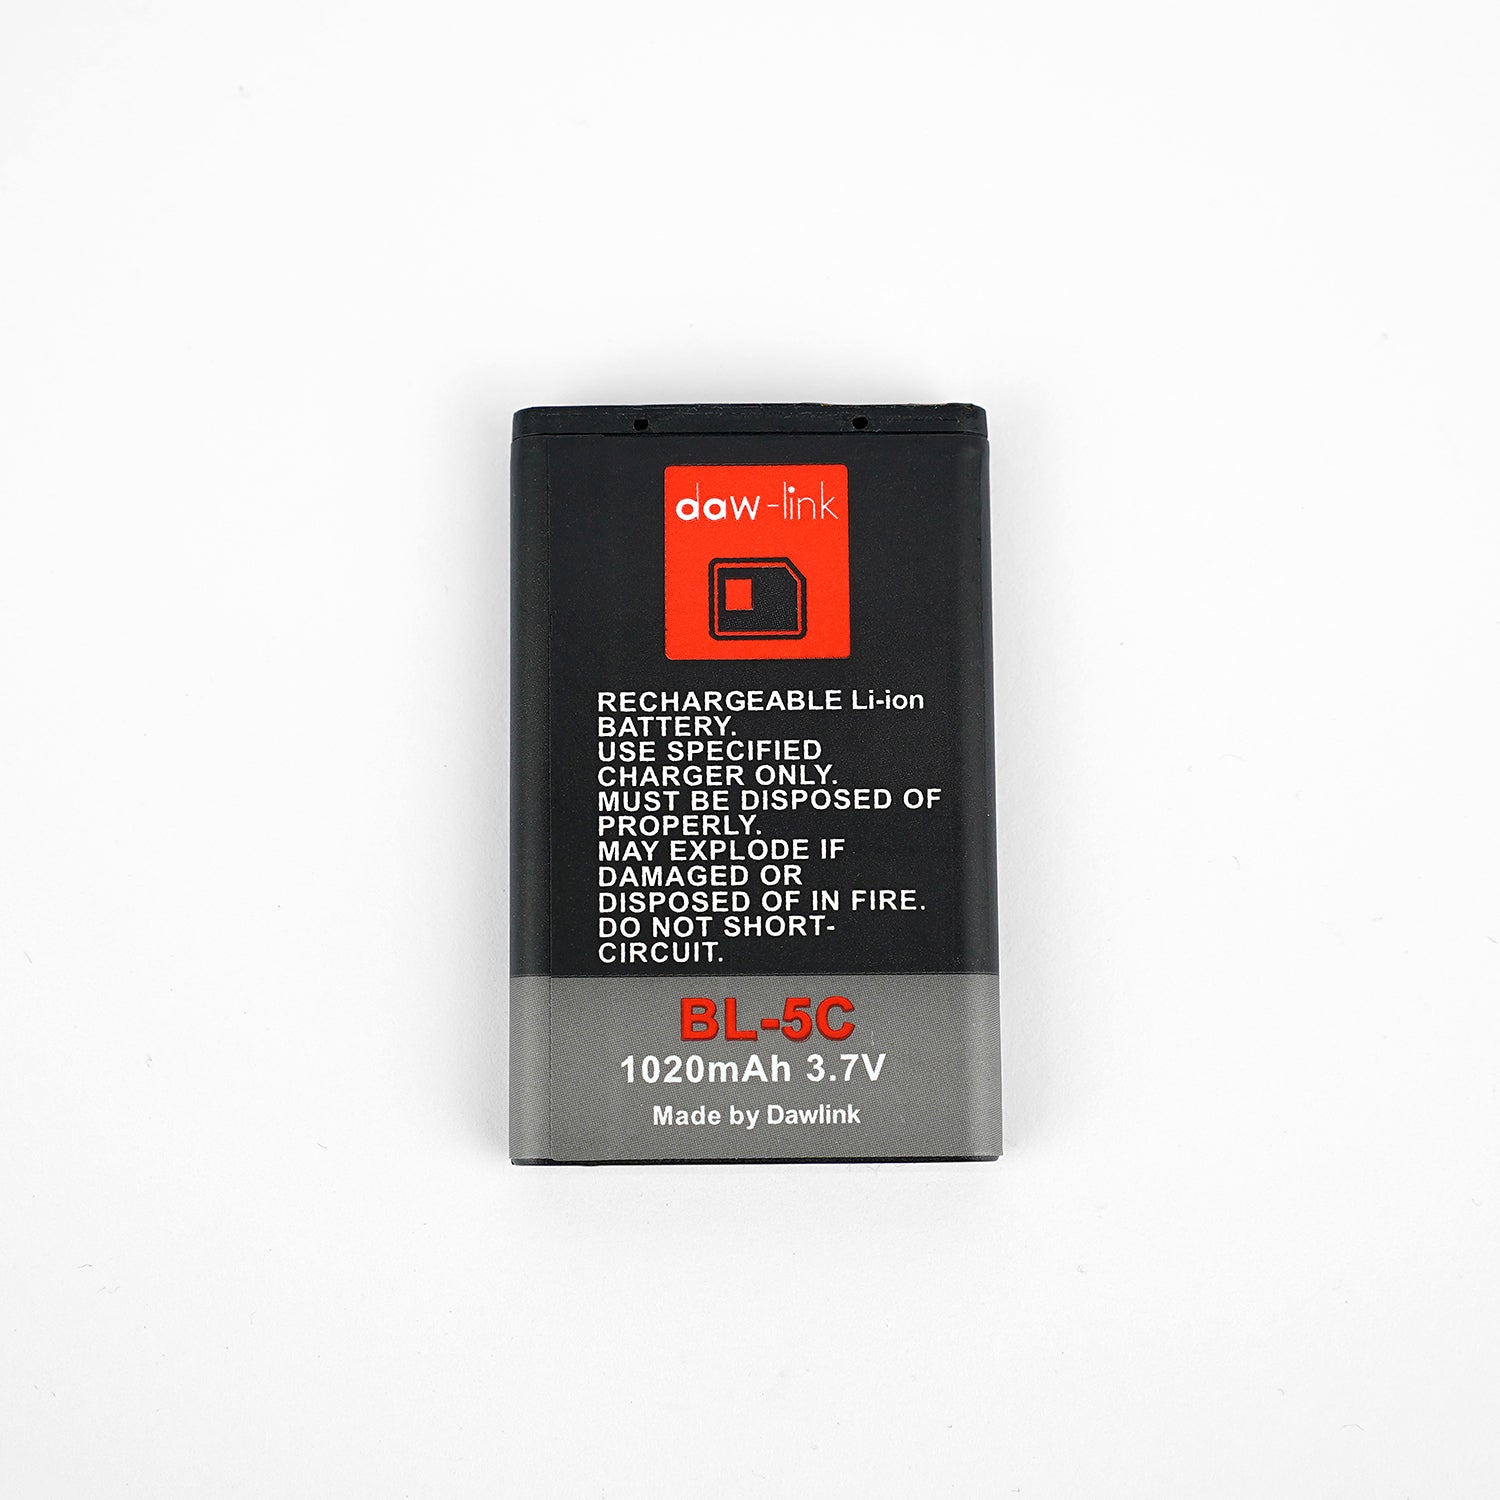 daw-link
RECHARGEABLE Li-ion
BATTERY.
USE SPECIFIED
CHARGER ONLY.
MUST BE DISPOSED OF
PROPERLY.
MAY EXPLODE IF
DAMAGED OR
DISPOSED OF IN FIRE.
DO NOT SHORT-
CIRCUIT.
BL-5C
1020mAh 3.7V
Made by Dawlink